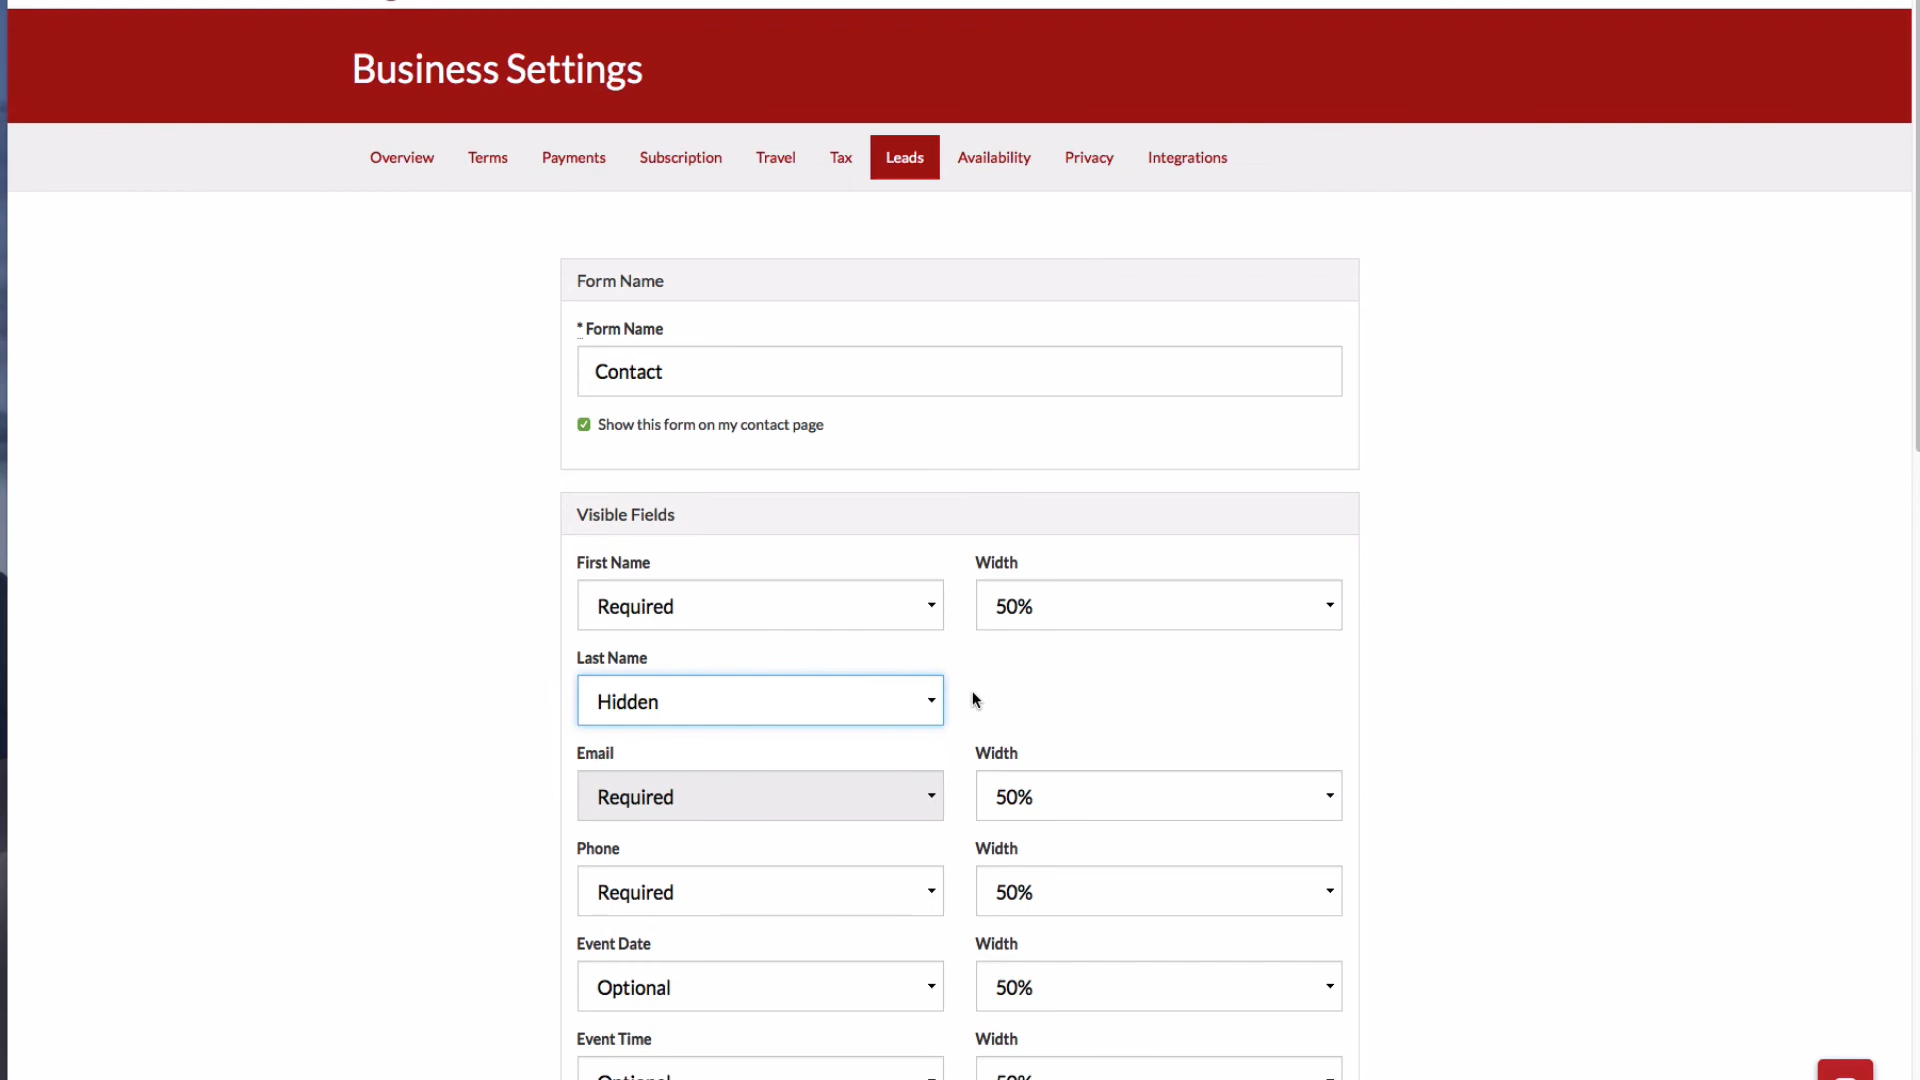 Business Settings
Overview Terms Payments Subscription Travel Tax Leads Availability Privacy Integrations
Form Name
* Form Name
Contact
Show this form on my contact page
Visible Fields
First Name Width
Required 50%
Last Name
Hidden
Email Width
Required 50%
Phone Width
Required 50%
Event Date Width
Optional 50%
Event Time Width
Optional 50%